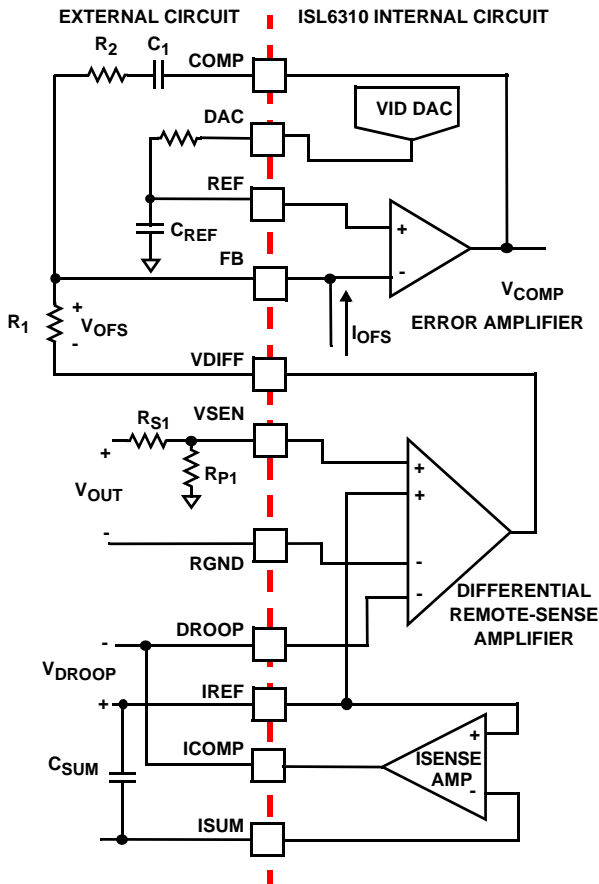 EXTERNAL CIRCUIT
ISL6310 INTERNAL CIRCUIT
R2
C1
COMP
VID DAC
DAC
REF
+
CREF
FB
-
VCOMP
ERROR AMPLIFIER
R1
+
VOFS
-
IOFS
VDIFF
RS1
VSEN
+
RP1
+
+
VOUT
-
RGND
-
-
DIFFERENTIAL
REMOTE-SENSE
AMPLIFIER
DROOP
-
VDROOP
+
IREF
+
ISENSE
AMP
-
ICOMP
CSUM
ISUM